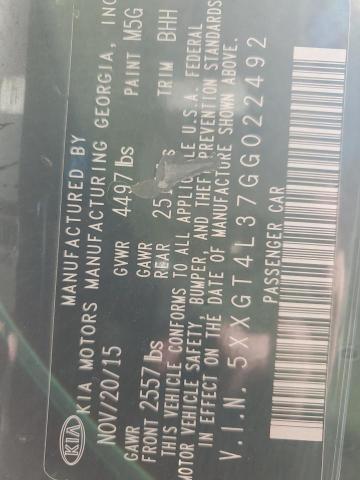 MANUFACTURED BY
KIA KIA MOTORS MANUFACTURING GEORGIA, INC
NOV/20/15 GVWR 4497 lbs PAINT M5G
GAWR GAWR TRIM BHH
FRONT 2557 lbs REAR 25 s
THIS VEHICLE CONFORMS TO ALL APPLICABLE U.S.A. FEDERAL
MOTOR VEHICLE SAFETY, BUMPER, AND THEFT PREVENTION STANDARDS
IN EFFECT ON THE DATE OF MANUFACTURE SHOWN ABOVE.
V.I.N. 5XXGT4L37GG022492
PASSENGER CAR